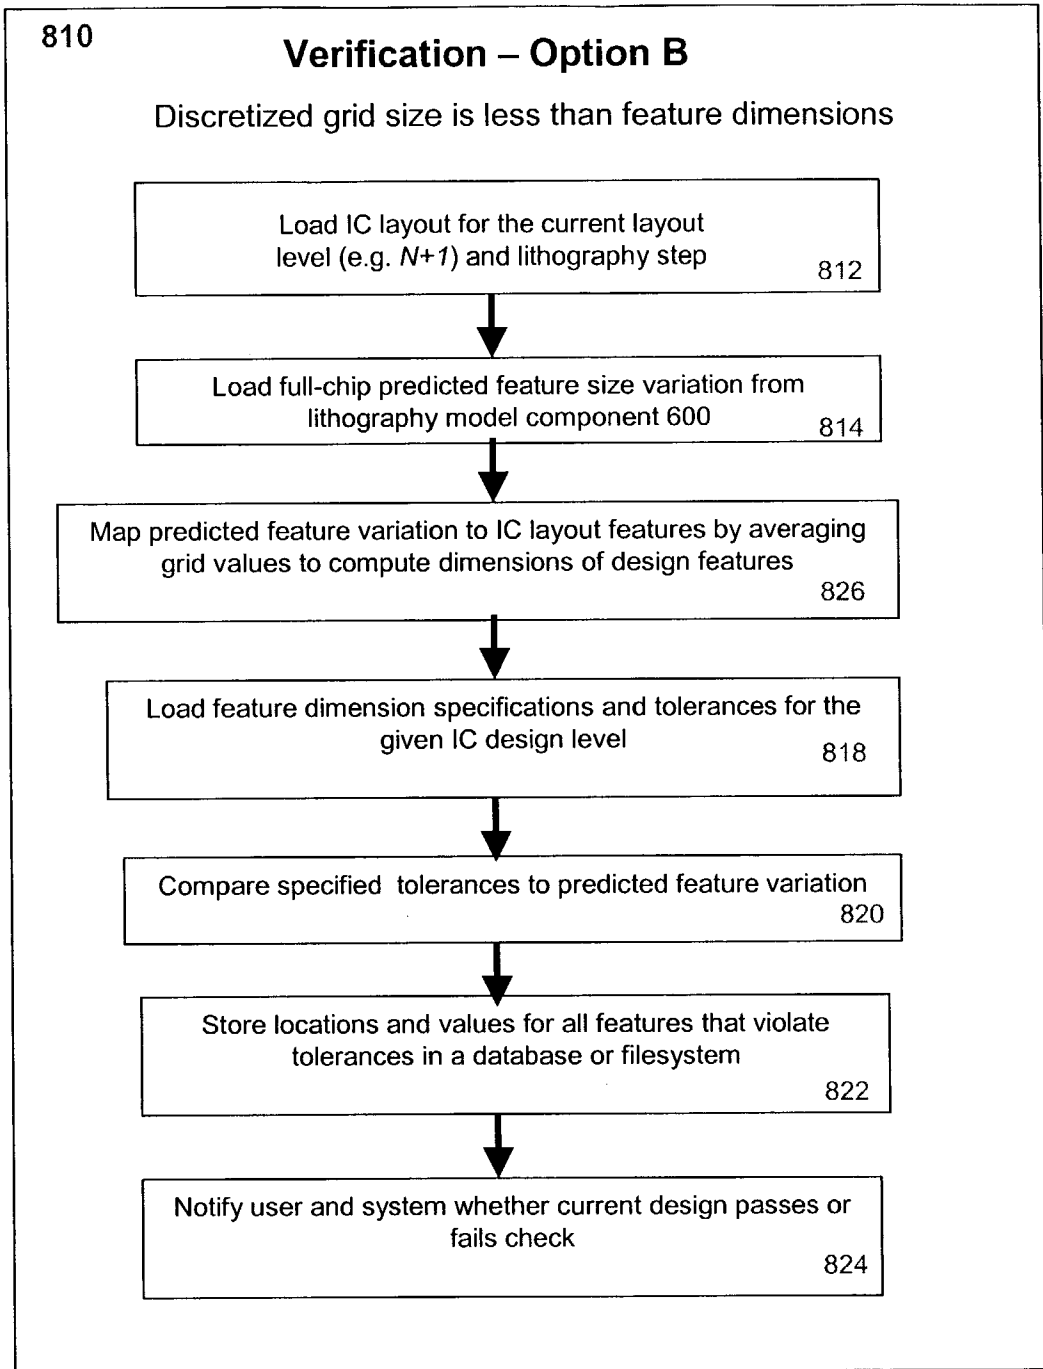 810
Verification – Option B
Discretized grid size is less than feature dimensions
Load IC layout for the current layout
level (e.g. N+1) and lithography step
812
Load full-chip predicted feature size variation from
lithography model component 600
814
Map predicted feature variation to IC layout features by averaging
grid values to compute dimensions of design features
826
Load feature dimension specifications and tolerances for the
given IC design level
818
Compare specified tolerances to predicted feature variation
820
Store locations and values for all features that violate
tolerances in a database or filesystem
822
Notify user and system whether current design passes or
fails check
824